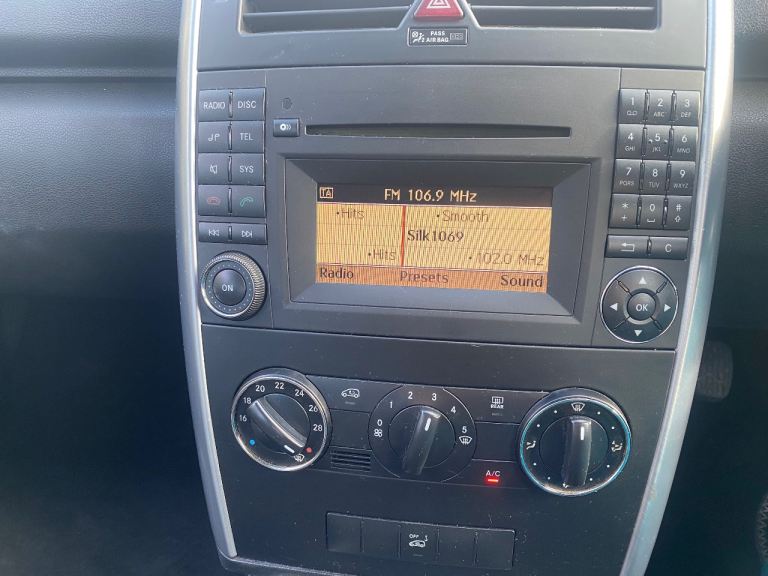 PASS
AIR BAG OFF
RADIO DISC
TEL
SYS
ON
TA FM 106.9 MHz
•Hits •Smooth
Silk1069
•Hits •102.0 MHz
Radio Presets Sound
1 2 ABC 3 DEF
4 GHI 5 JKL 6 MNO
7 PQRS 8 TUV 9 WXYZ
* + 0 #
C
OK
16 18 20 22 24 26 28
0 1 2 3 4 5
REAR
A/C
OFF